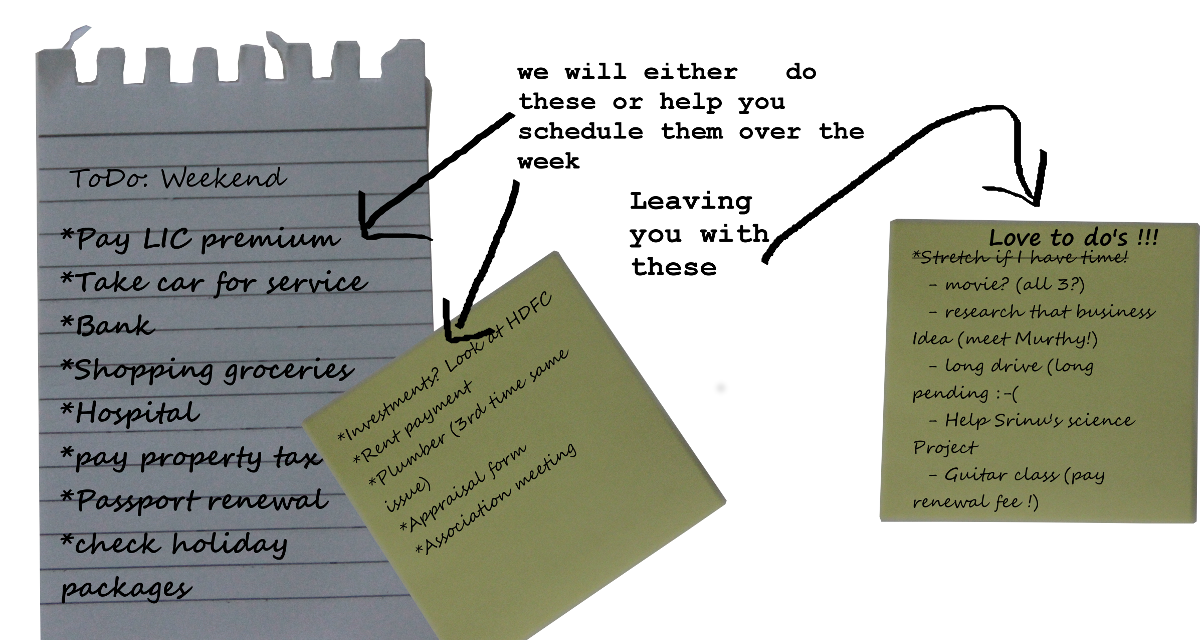 we will either do
these or help you
schedule them over the
week
Leaving
you with
these
ToDo: Weekend
*Pay LIC premium
*Take car for service
*Bank
*Shopping groceries
*Hospital
*pay property tax
*Passport renewal
*check holiday
packages
*Investments? Look at HDFC
*Rent payment
*Plumber (3rd time same
issue)
*Appraisal form
*Association meeting
Love to do's !!!
*Stretch if I have time!
- movie? (all 3?)
- research that business
Idea (meet Murthy!)
- long drive (long
pending :-(
- Help Srinu's science
Project
- Guitar class (pay
renewal fee !)